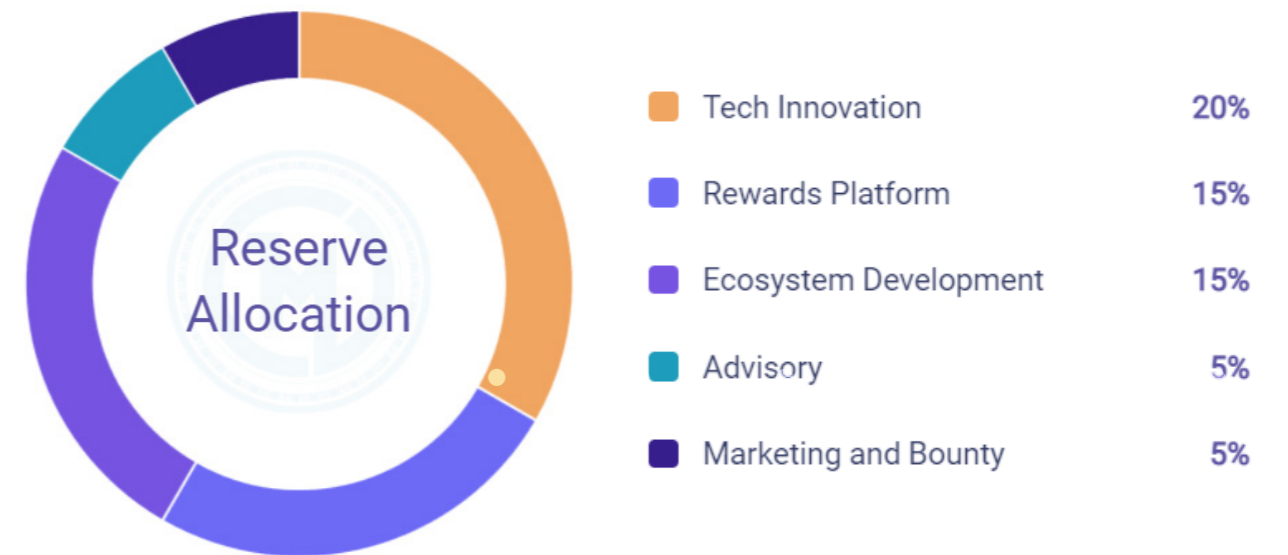 Reserve
Allocation
Tech Innovation 20%
Rewards Platform 15%
Ecosystem Development 15%
Advisory 5%
Marketing and Bounty 5%